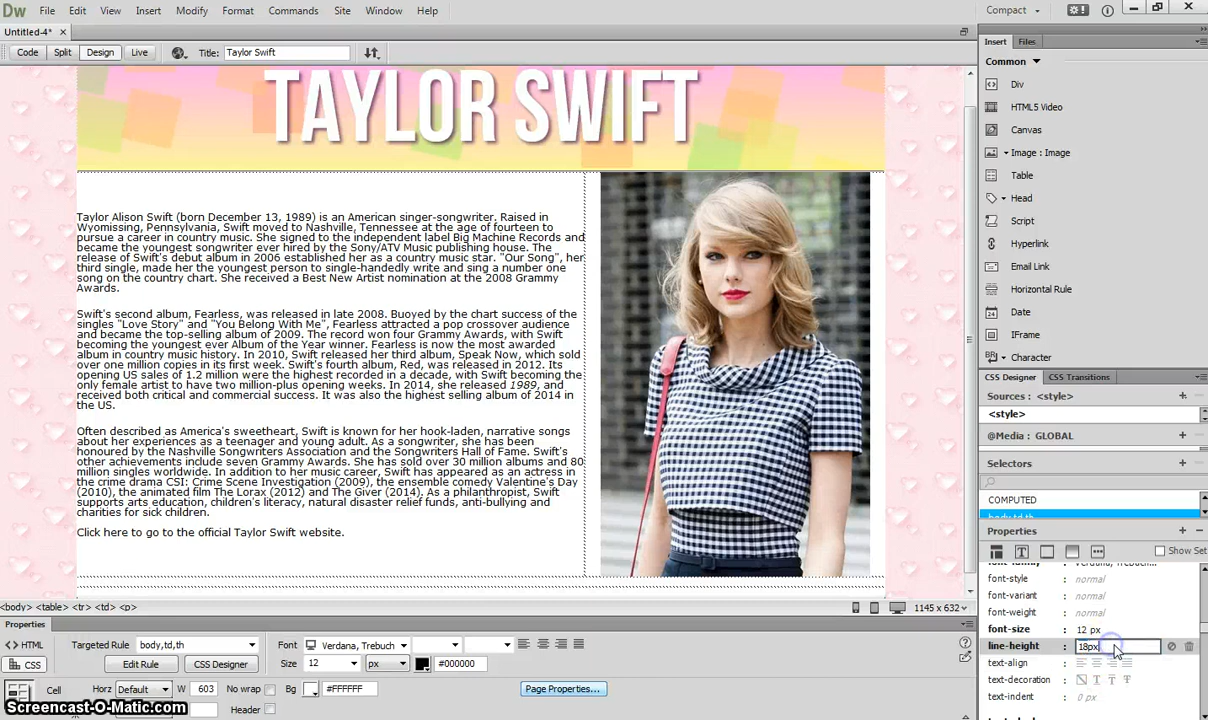 Dw File Edit View Insert Modify Format Commands Site Window Help Compact
Untitled-4*
Code Split Design Live Title: Taylor Swift
TAYLOR SWIFT
Taylor Alison Swift (born December 13, 1989) is an American singer-songwriter. Raised in
Wyomissing, Pennsylvania, Swift moved to Nashville, Tennessee at the age of fourteen to
pursue a career in country music. She signed to the independent label Big Machine Records and
became the youngest songwriter ever hired by the Sony/ATV Music publishing house. The
release of Swift's debut album in 2006 established her as a country music star. "Our Song", her
third single, made her the youngest person to single-handedly write and sing a number one
song on the country chart. She received a Best New Artist nomination at the 2008 Grammy
Awards.
Swift's second album, Fearless, was released in late 2008. Buoyed by the chart success of the
singles "Love Story" and "You Belong With Me", Fearless attracted a pop crossover audience
and became the top-selling album of 2009. The record won four Grammy Awards, with Swift
becoming the youngest ever Album of the Year winner. Fearless is now the most awarded
album in country music history. In 2010, Swift released her third album, Speak Now, which sold
over one million copies in its first week. Swift's fourth album, Red, was released in 2012. Its
opening US sales of 1.2 million were the highest recorded in a decade, with Swift becoming the
only female artist to have two million-plus opening weeks. In 2014, she released 1989, and
received both critical and commercial success. It was also the highest selling album of 2014 in
the US.
Often described as America's sweetheart, Swift is known for her hook-laden, narrative songs
about her experiences as a teenager and young adult. As a songwriter, she has been
honoured by the Nashville Songwriters Association and the Songwriters Hall of Fame. Swift's
other achievements include seven Grammy Awards. She has sold over 30 million albums and 80
million singles worldwide. In addition to her music career, Swift has appeared as an actress in
the crime drama CSI: Crime Scene Investigation (2009), the ensemble comedy Valentine's Day
(2010), the animated film The Lorax (2012) and The Giver (2014). As a philanthropist, Swift
supports arts education, children's literacy, natural disaster relief funds, anti-bullying and
charities for sick children.
Click here to go to the official Taylor Swift website.
<body> <table> <tr> <td> <p> 1145 x 632
Properties
HTML Targeted Rule body,td,th Font Verdana, Trebuch
CSS Edit Rule CSS Designer Size 12 px #000000
Cell Horz Default W 603 No wrap Bg #FFFFFF Page Properties...
Header
Screencast-O-Matic.com
Insert Files
Common
Div
HTML5 Video
Canvas
Image : Image
Table
Head
Script
Hyperlink
Email Link
Horizontal Rule
Date
IFrame
Character
CSS Designer CSS Transitions
Sources : <style>
<style>
@Media : GLOBAL
Selectors
COMPUTED
body,td,th
Properties
Show Set
font-family : Verdana, Trebuc...
font-style : normal
font-variant : normal
font-weight : normal
font-size : 12 px
line-height : 18px
text-align :
text-decoration :
text-indent : 0 px